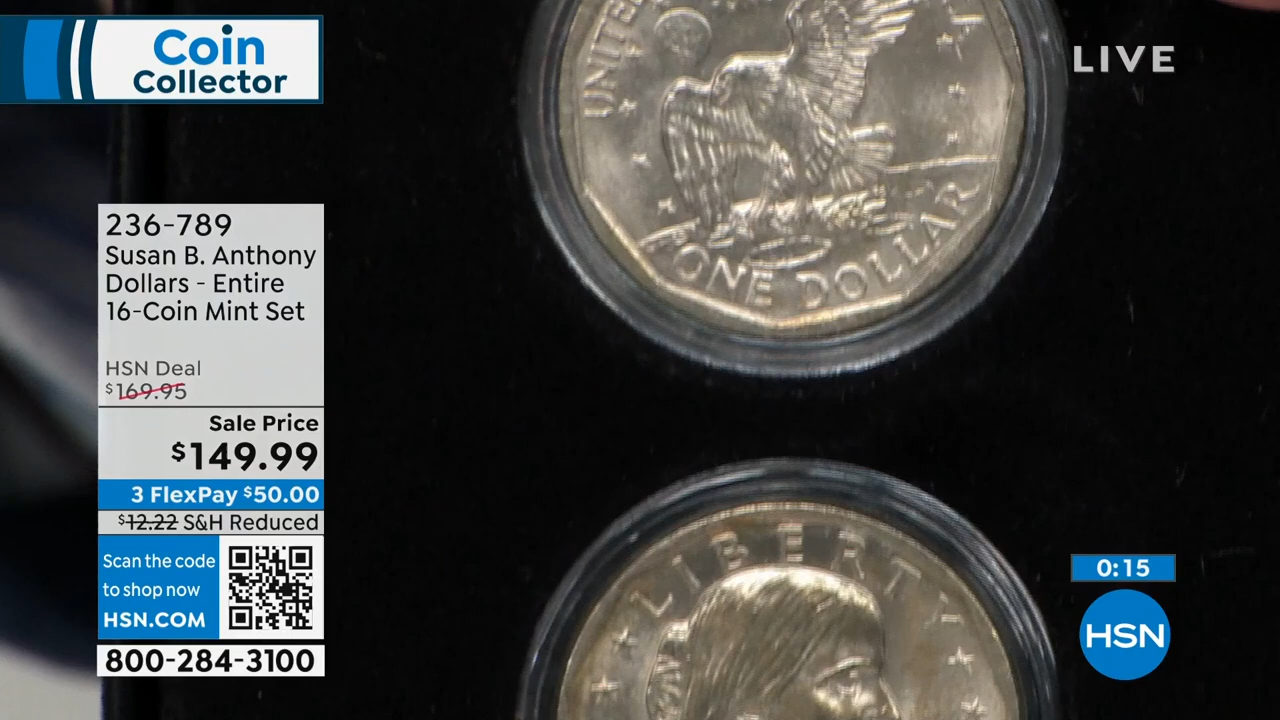 Coin
Collector
LIVE
UNITE
ONE DOLLAR
236-789
Susan B. Anthony
Dollars - Entire
16-Coin Mint Set
HSN Deal
$169.95
Sale Price
$149.99
3 FlexPay $50.00
$12.22 S&H Reduced
Scan the code
to shop now
HSN.COM
800-284-3100
LIBERTY
0:15
HSN